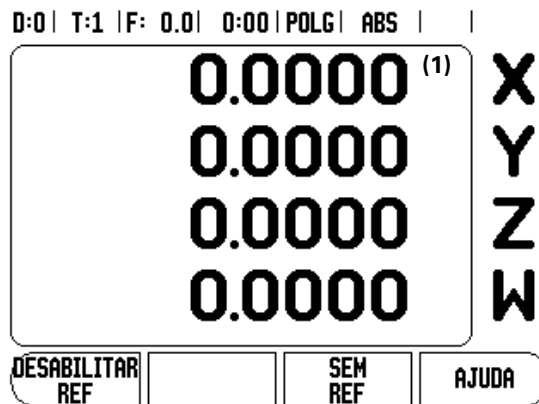 D:0 | T:1 | F: 0.0 | 0:00 | POLG | ABS | |
0.0000 (1) X
0.0000 Y
0.0000 Z
0.0000 W
DESABILITAR REF
SEM REF
AJUDA